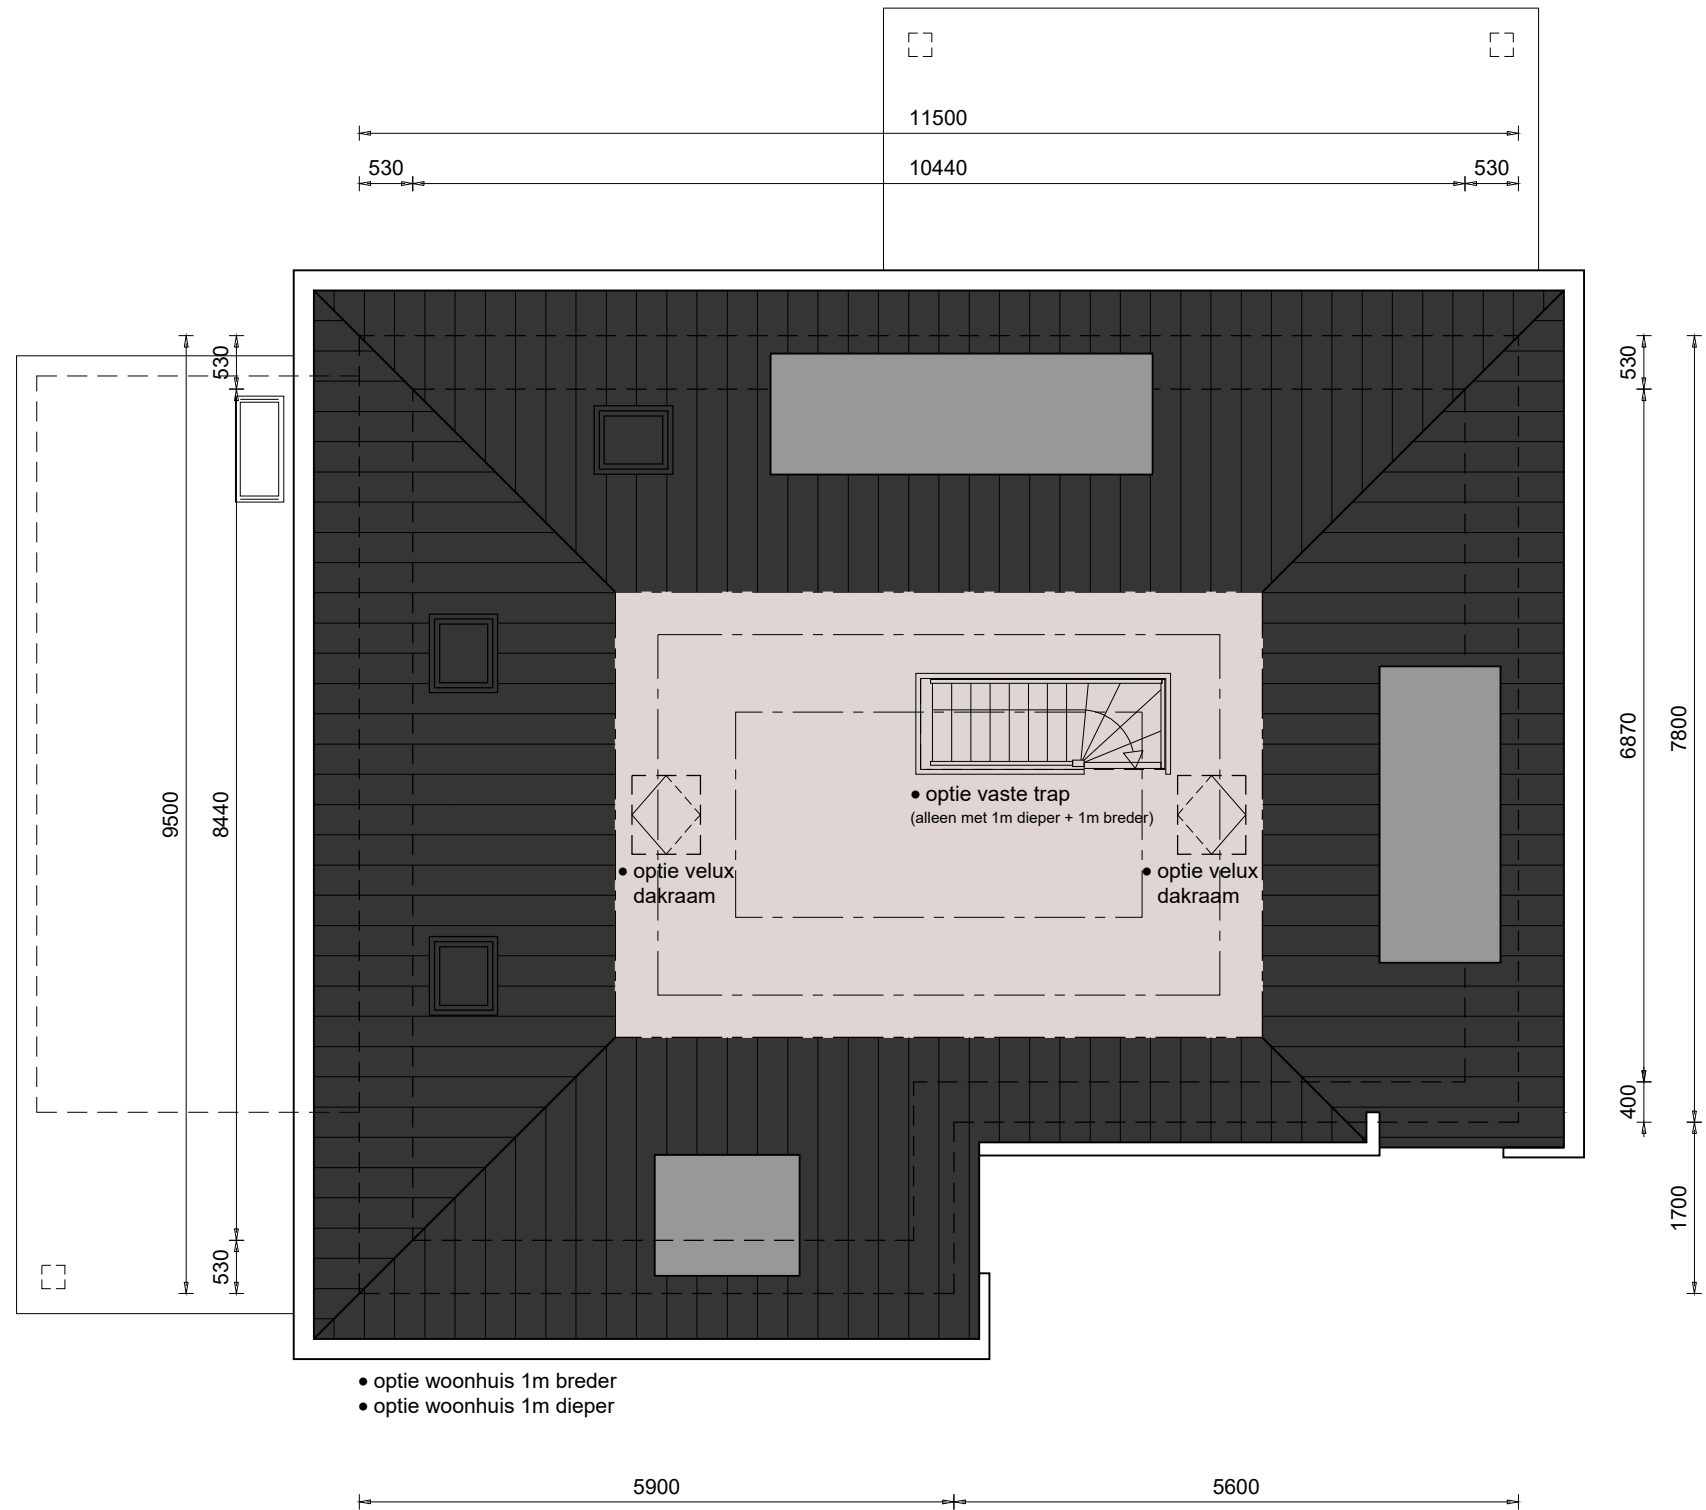 11500
530
10440
530
530
530
9500
8440
6870
7800
• optie vaste trap
(alleen met 1m dieper + 1m breder)
• optie velux
dakraam
• optie velux
dakraam
400
1700
530
• optie woonhuis 1m breder
• optie woonhuis 1m dieper
5900
5600